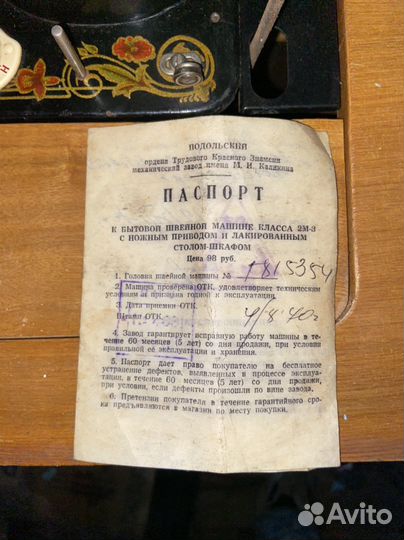 ПОДОЛЬСКИЙ
ордена Трудового Красного Знамени
механический завод имени М. И. Калинина
ПАСПОРТ
К БЫТОВОЙ ШВЕЙНОЙ МАШИНЕ КЛАССА 2М-3
С НОЖНЫМ ПРИВОДОМ И ЛАКИРОВАННЫМ
СТОЛОМ-ШКАФОМ
Цена 98 руб.
1. Головка швейной машины №
815354
2. Машина проверена ОТК, удовлетворяет техническим
условиям и признана годной к эксплуатации.
3. Дата приемки ОТК.
Штамп ОТК.
4. Завод гарантирует исправную работу машины в те-
чение 60 месяцев (5 лет) со дня продажи, при условии
правильной её эксплуатации и хранения.
5. Паспорт дает право покупателю на бесплатное
устранение дефектов, выявленных в процессе эксплуа-
тации, в течение 60 месяцев (5 лет) со дня продажи,
при условии, если дефекты произошли по вине завода.
6. Претензии покупателя в течение гарантийного сро-
ка предъявляются в магазин по месту покупки.
Avito